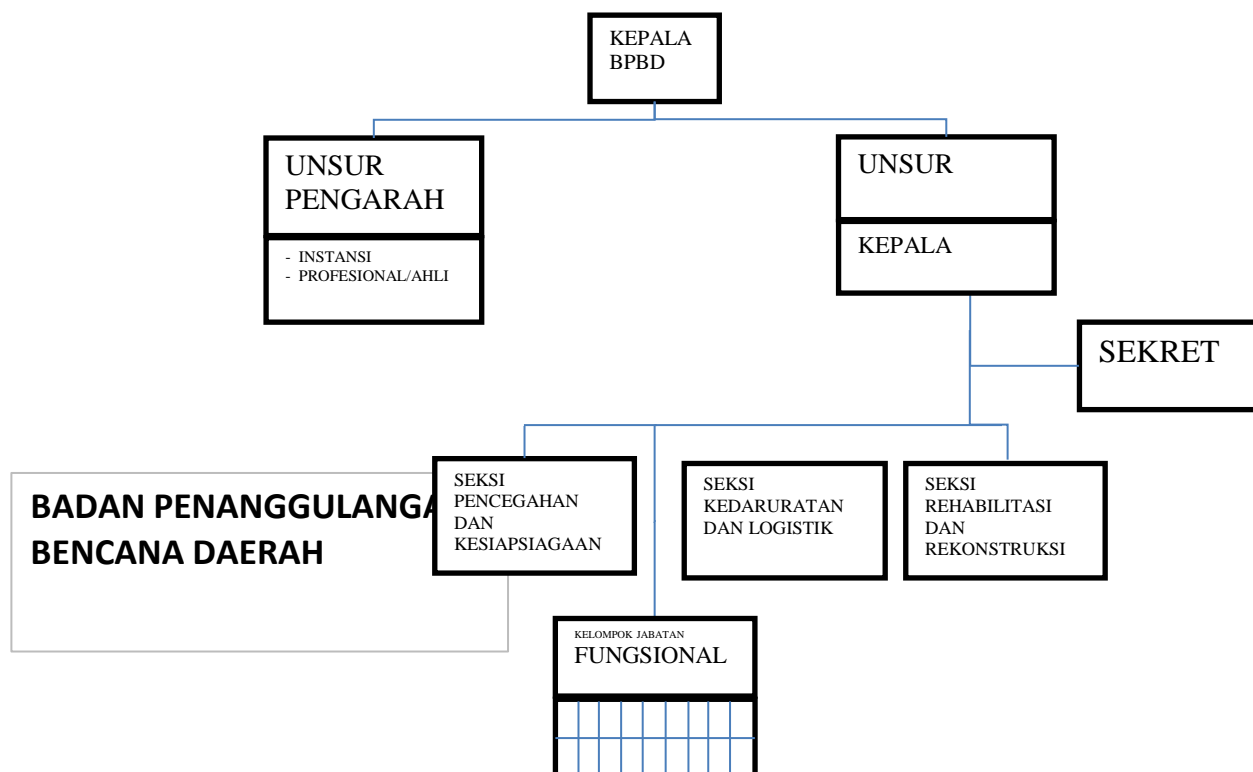 KEPALA
BPBD
UNSUR
PENGARAH
- INSTANSI
- PROFESIONAL/AHLI
UNSUR
KEPALA
SEKRET
SEKSI
PENCEGAHAN
DAN
KESIAPSIAGAAN
SEKSI
KEDARURATAN
DAN LOGISTIK
SEKSI
REHABILITASI
DAN
REKONSTRUKSI
BADAN PENANGGULANGA
BENCANA DAERAH
KELOMPOK JABATAN
FUNGSIONAL